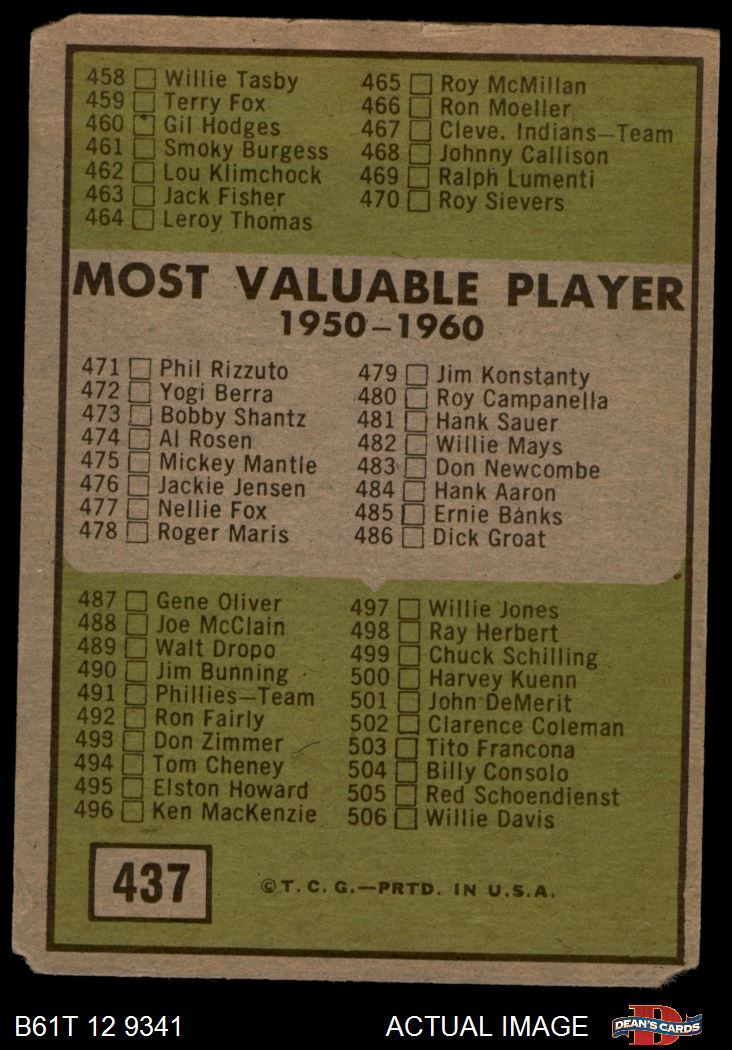 458 Willie Tasby
459 Terry Fox
460 Gil Hodges
461 Smoky Burgess
462 Lou Klimchock
463 Jack Fisher
464 Leroy Thomas
465 Roy McMillan
466 Ron Moeller
467 Cleve. Indians—Team
468 Johnny Callison
469 Ralph Lumenti
470 Roy Sievers
MOST VALUABLE PLAYER
1950–1960
471 Phil Rizzuto
472 Yogi Berra
473 Bobby Shantz
474 Al Rosen
475 Mickey Mantle
476 Jackie Jensen
477 Nellie Fox
478 Roger Maris
479 Jim Konstanty
480 Roy Campanella
481 Hank Sauer
482 Willie Mays
483 Don Newcombe
484 Hank Aaron
485 Ernie Banks
486 Dick Groat
487 Gene Oliver
488 Joe McClain
489 Walt Dropo
490 Jim Bunning
491 Phillies—Team
492 Ron Fairly
493 Don Zimmer
494 Tom Cheney
495 Elston Howard
496 Ken MacKenzie
497 Willie Jones
498 Ray Herbert
499 Chuck Schilling
500 Harvey Kuenn
501 John DeMerit
502 Clarence Coleman
503 Tito Francona
504 Billy Consolo
505 Red Schoendienst
506 Willie Davis
437
©T. C. G.—PRTD. IN U.S.A.
B61T 12 9341
ACTUAL IMAGE
D
DEAN'S CARDS